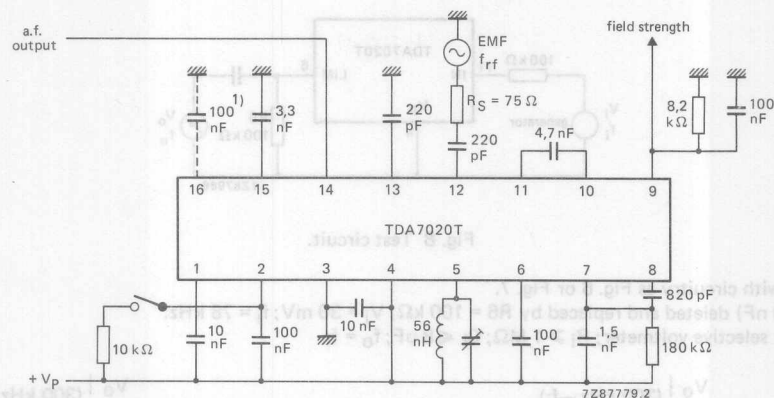 a.f.
output
field strength
EMF
f_rf
R_S = 75 Ω
1)
100
nF
3,3
nF
220
pF
220
pF
4,7 nF
8,2
kΩ
100
nF
16 15 14 13 12 11 10 9
TDA7020T
1 2 3 4 5 6 7 8
820 pF
10 kΩ
10
nF
100
nF
10 nF
56
nH
100
nF
1,5
nF
180kΩ
+ V_P
7Z87779.2